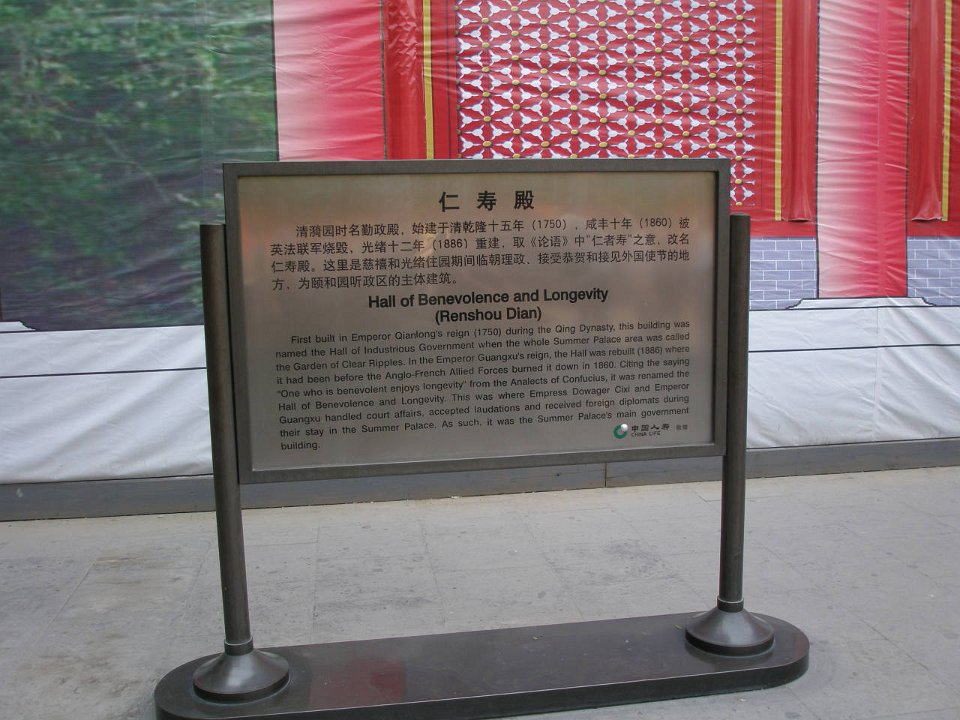 仁寿殿
清漪园时名勤政殿，始建于清乾隆十五年（1750），咸丰十年（1860）被
英法联军烧毁，光绪十二年（1886）重建，取《论语》中"仁者寿"之意，改名
仁寿殿。这里是慈禧和光绪住园期间临朝理政、接受恭贺和接见外国使节的地
方，为颐和园听政区的主体建筑。
Hall of Benevolence and Longevity
(Renshou Dian)
First built in Emperor Qianlong's reign (1750) during the Qing Dynasty, this building was
named the Hall of Industrious Government when the whole Summer Palace area was called
the Garden of Clear Ripples. In the Emperor Guangxu's reign, the Hall was rebuilt (1886) where
it had been before the Anglo-French Allied Forces burned it down in 1860. Citing the saying
"One who is benevolent enjoys longevity" from the Analects of Confucius, it was renamed the
Hall of Benevolence and Longevity. This was where Empress Dowager Cixi and Emperor
Guangxu handled court affairs, accepted laudations and received foreign diplomats during
their stay in the Summer Palace. As such, it was the Summer Palace's main government
building.
中国人寿
CHINA LIFE